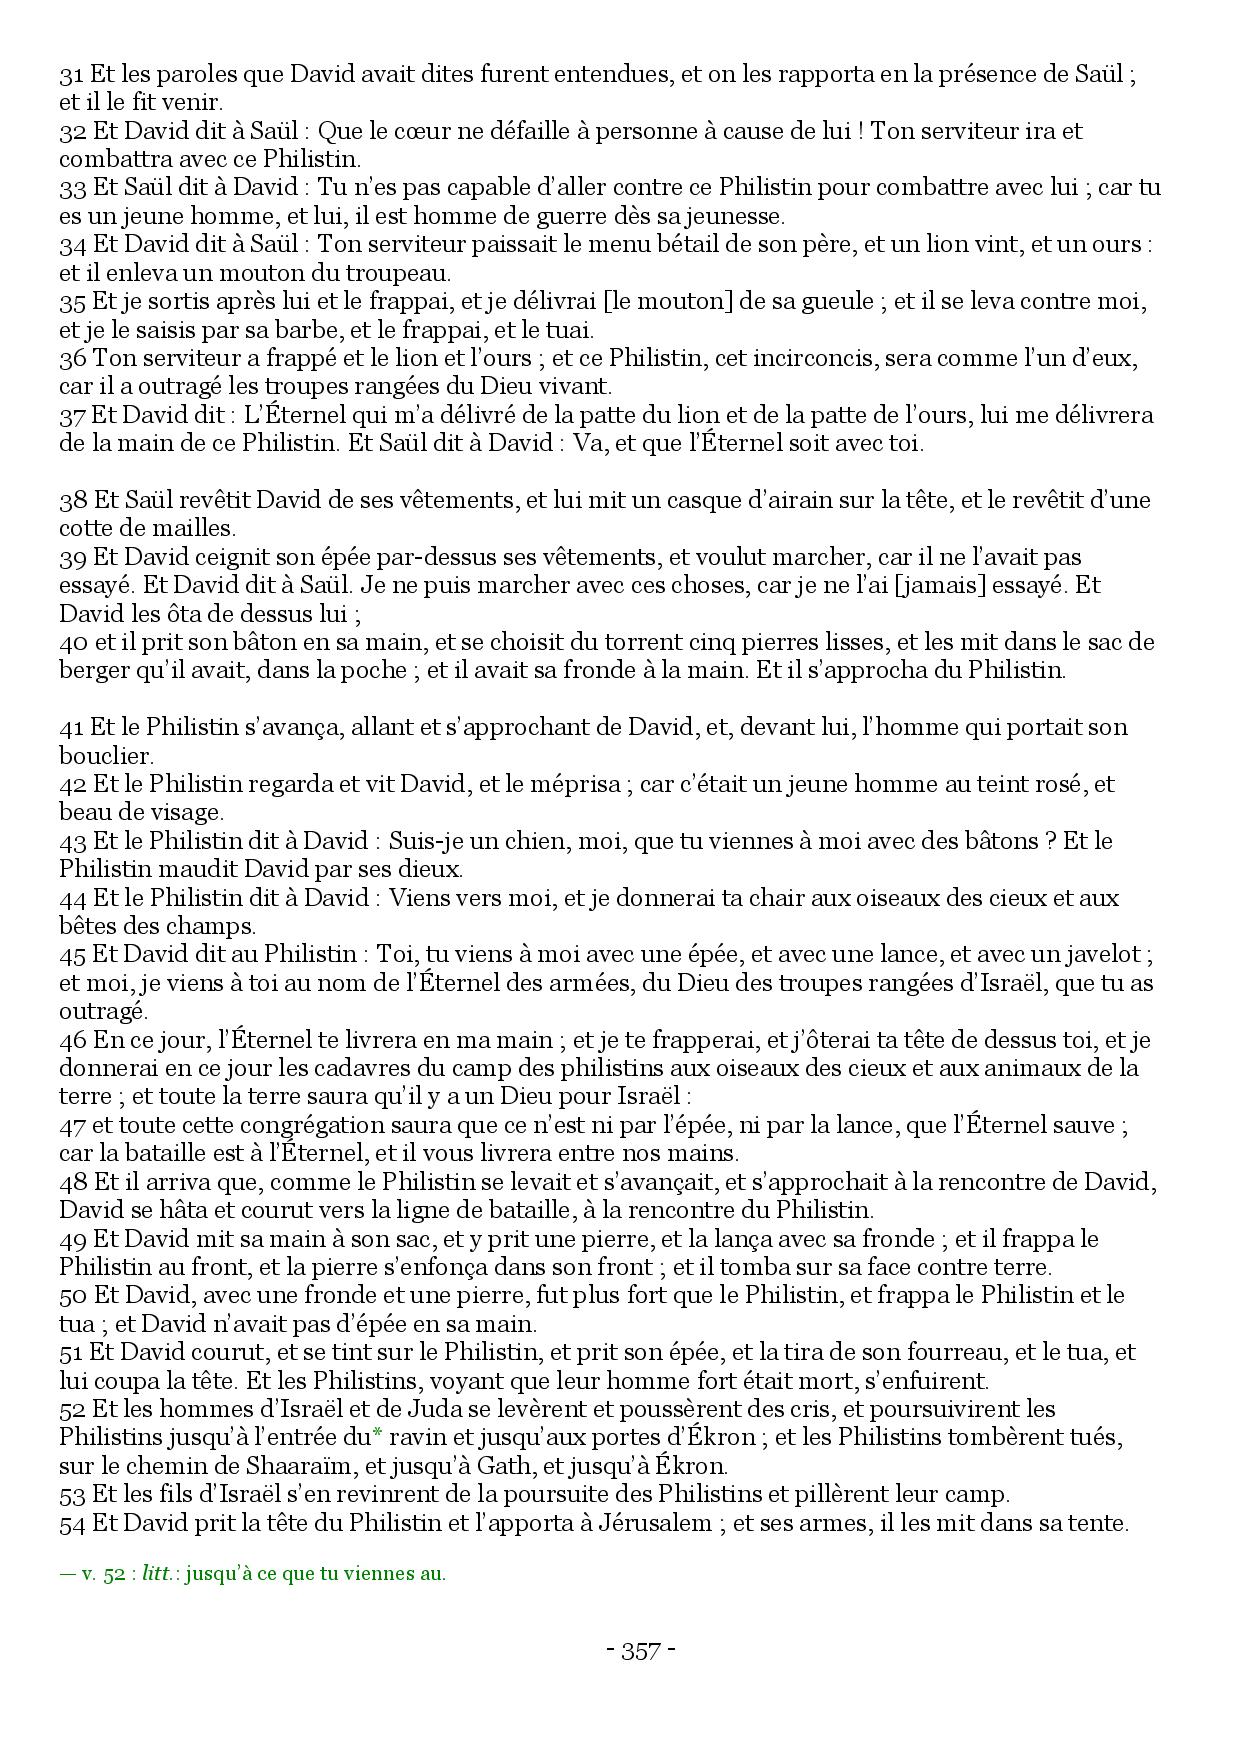 31 Et les paroles que David avait dites furent entendues, et on les rapporta en la présence de Saül ;
et il le fit venir.
32 Et David dit à Saül : Que le cœur ne défaille à personne à cause de lui ! Ton serviteur ira et
combattra avec ce Philistin.
33 Et Saül dit à David : Tu n’es pas capable d’aller contre ce Philistin pour combattre avec lui ; car tu
es un jeune homme, et lui, il est homme de guerre dès sa jeunesse.
34 Et David dit à Saül : Ton serviteur paissait le menu bétail de son père, et un lion vint, et un ours :
et il enleva un mouton du troupeau.
35 Et je sortis après lui et le frappai, et je délivrai [le mouton] de sa gueule ; et il se leva contre moi,
et je le saisis par sa barbe, et le frappai, et le tuai.
36 Ton serviteur a frappé et le lion et l’ours ; et ce Philistin, cet incirconcis, sera comme l’un d’eux,
car il a outragé les troupes rangées du Dieu vivant.
37 Et David dit : L’Éternel qui m’a délivré de la patte du lion et de la patte de l’ours, lui me délivrera
de la main de ce Philistin. Et Saül dit à David : Va, et que l’Éternel soit avec toi.
38 Et Saül revêtit David de ses vêtements, et lui mit un casque d’airain sur la tête, et le revêtit d’une
cotte de mailles.
39 Et David ceignit son épée par-dessus ses vêtements, et voulut marcher, car il ne l’avait pas
essayé. Et David dit à Saül. Je ne puis marcher avec ces choses, car je ne l’ai [jamais] essayé. Et
David les ôta de dessus lui ;
40 et il prit son bâton en sa main, et se choisit du torrent cinq pierres lisses, et les mit dans le sac de
berger qu’il avait, dans la poche ; et il avait sa fronde à la main. Et il s’approcha du Philistin.
41 Et le Philistin s’avança, allant et s’approchant de David, et, devant lui, l’homme qui portait son
bouclier.
42 Et le Philistin regarda et vit David, et le méprisa ; car c’était un jeune homme au teint rosé, et
beau de visage.
43 Et le Philistin dit à David : Suis-je un chien, moi, que tu viennes à moi avec des bâtons ? Et le
Philistin maudit David par ses dieux.
44 Et le Philistin dit à David : Viens vers moi, et je donnerai ta chair aux oiseaux des cieux et aux
bêtes des champs.
45 Et David dit au Philistin : Toi, tu viens à moi avec une épée, et avec une lance, et avec un javelot ;
et moi, je viens à toi au nom de l’Éternel des armées, du Dieu des troupes rangées d’Israël, que tu as
outragé.
46 En ce jour, l’Éternel te livrera en ma main ; et je te frapperai, et j’ôterai ta tête de dessus toi, et je
donnerai en ce jour les cadavres du camp des philistins aux oiseaux des cieux et aux animaux de la
terre ; et toute la terre saura qu’il y a un Dieu pour Israël :
47 et toute cette congrégation saura que ce n’est ni par l’épée, ni par la lance, que l’Éternel sauve ;
car la bataille est à l’Éternel, et il vous livrera entre nos mains.
48 Et il arriva que, comme le Philistin se levait et s’avançait, et s’approchait à la rencontre de David,
David se hâta et courut vers la ligne de bataille, à la rencontre du Philistin.
49 Et David mit sa main à son sac, et y prit une pierre, et la lança avec sa fronde ; et il frappa le
Philistin au front, et la pierre s’enfonça dans son front ; et il tomba sur sa face contre terre.
50 Et David, avec une fronde et une pierre, fut plus fort que le Philistin, et frappa le Philistin et le
tua ; et David n’avait pas d’épée en sa main.
51 Et David courut, et se tint sur le Philistin, et prit son épée, et la tira de son fourreau, et le tua, et
lui coupa la tête. Et les Philistins, voyant que leur homme fort était mort, s’enfuirent.
52 Et les hommes d’Israël et de Juda se levèrent et poussèrent des cris, et poursuivirent les
Philistins jusqu’à l’entrée du* ravin et jusqu’aux portes d’Ékron ; et les Philistins tombèrent tués,
sur le chemin de Shaaraïm, et jusqu’à Gath, et jusqu’à Ékron.
53 Et les fils d’Israël s’en revinrent de la poursuite des Philistins et pillèrent leur camp.
54 Et David prit la tête du Philistin et l’apporta à Jérusalem ; et ses armes, il les mit dans sa tente.
— v. 52 : litt.: jusqu’à ce que tu viennes au.
- 357 -